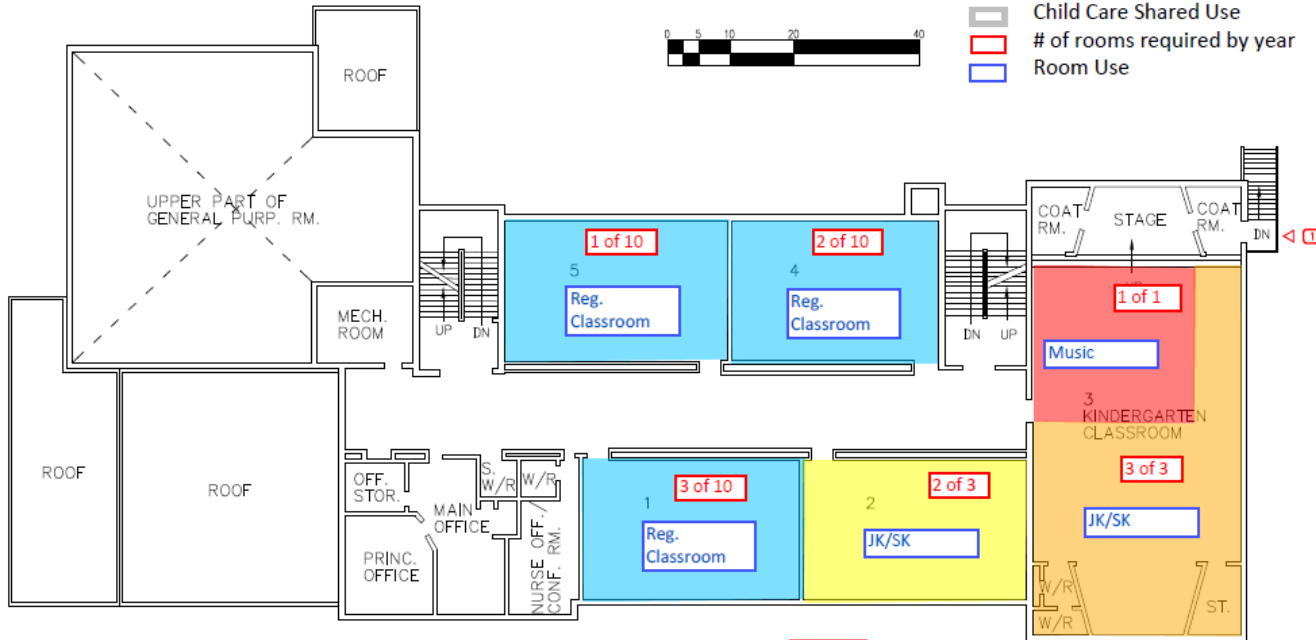 Child Care Shared Use
# of rooms required by year
Room Use
0 5 10 20 40
ROOF
UPPER PART OF
GENERAL PURP. RM.
COAT
RM.
STAGE
COAT
RM.
DN
1 of 10
5
Reg.
Classroom
2 of 10
4
Reg.
Classroom
1 of 1
Music
MECH.
ROOM
UP
DN
DN
UP
3
KINDERGARTEN
CLASSROOM
3 of 3
JK/SK
ROOF
ROOF
OFF.
STOR.
S.
W/R
W/R
MAIN
OFFICE
PRINC.
OFFICE
NURSE OFF./
CONF. RM.
3 of 10
1
Reg.
Classroom
2 of 3
2
JK/SK
W/R
W/R
ST.